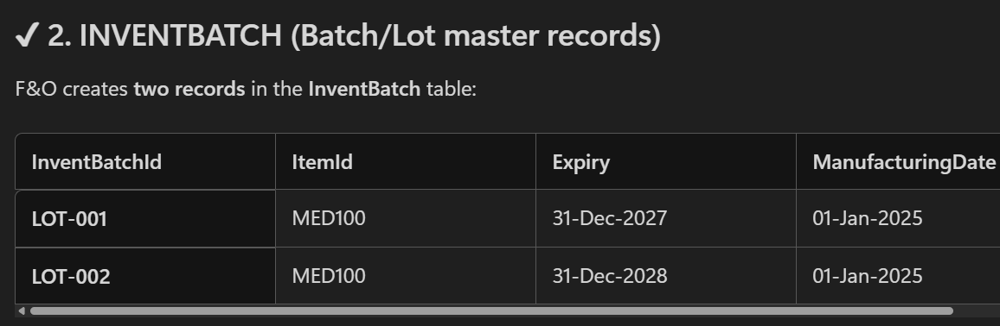 ✔ 2. INVENTBATCH (Batch/Lot master records)
F&O creates two records in the InventBatch table:
InventBatchId ItemId Expiry ManufacturingDate
LOT-001 MED100 31-Dec-2027 01-Jan-2025
LOT-002 MED100 31-Dec-2028 01-Jan-2025